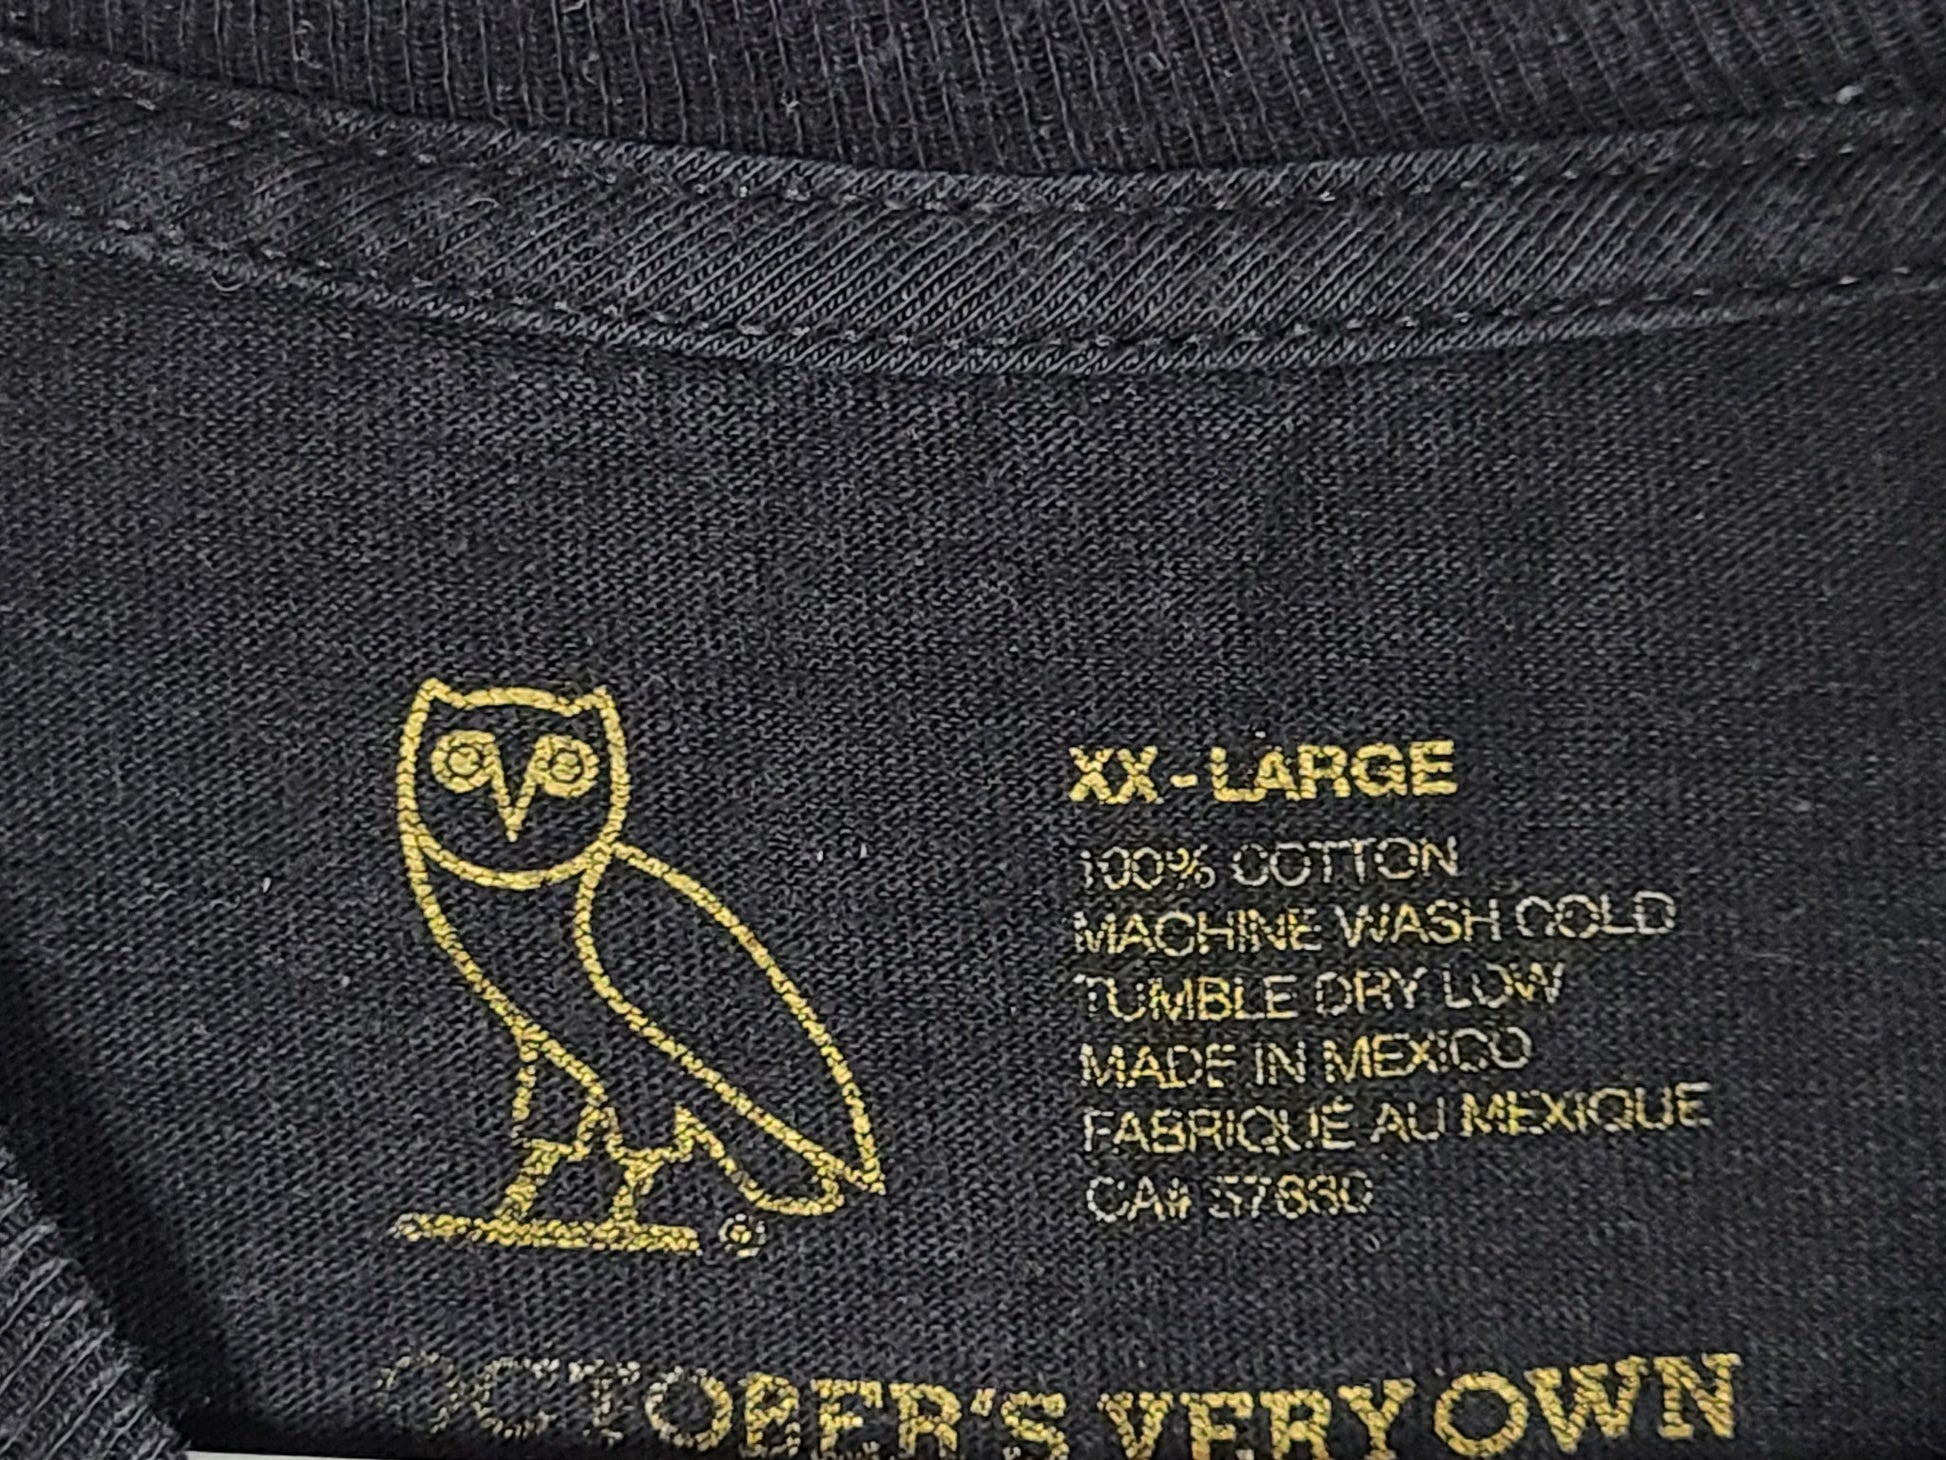 XX-LARGE
100% COTTON
MACHINE WASH COLD
TUMBLE DRY LOW
MADE IN MEXICO
FABRIQUÉ AU MEXIQUE
CA# 57630
OCTOBER'S VERY OWN